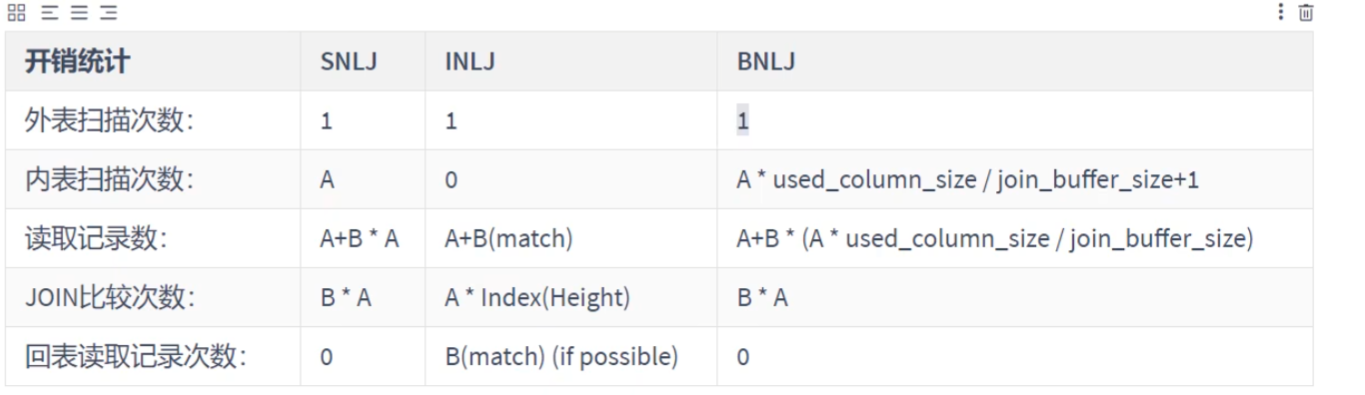 开销统计 SNLJ INLJ BNLJ
外表扫描次数： 1 1 1
内表扫描次数： A 0 A * used_column_size / join_buffer_size+1
读取记录数： A+B * A A+B(match) A+B * (A * used_column_size / join_buffer_size)
JOIN比较次数： B * A A * Index(Height) B * A
回表读取记录次数： 0 B(match) (if possible) 0